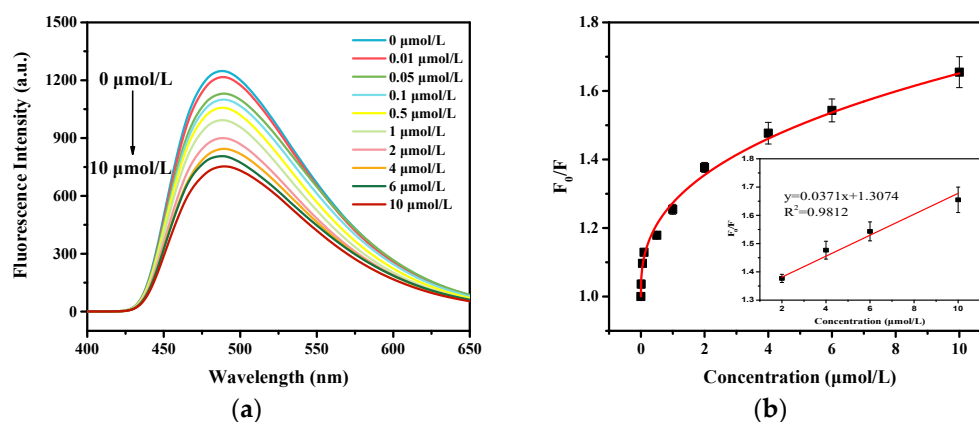 1500
1200
900
600
300
0
400
450
500
550
600
650
Fluorescence Intensity (a.u.)
Wavelength (nm)
0 μmol/L
10 μmol/L
0 μmol/L
0.01 μmol/L
0.05 μmol/L
0.1 μmol/L
0.5 μmol/L
1 μmol/L
2 μmol/L
4 μmol/L
6 μmol/L
10 μmol/L
(a)
1.8
1.6
1.4
1.2
1.0
0
2
4
6
8
10
F₀/F
Concentration (μmol/L)
y=0.0371x+1.3074
R²=0.9812
1.8
1.7
1.6
1.5
1.4
1.3
2
4
6
8
10
F₀/F
Concentration (μmol/L)
(b)